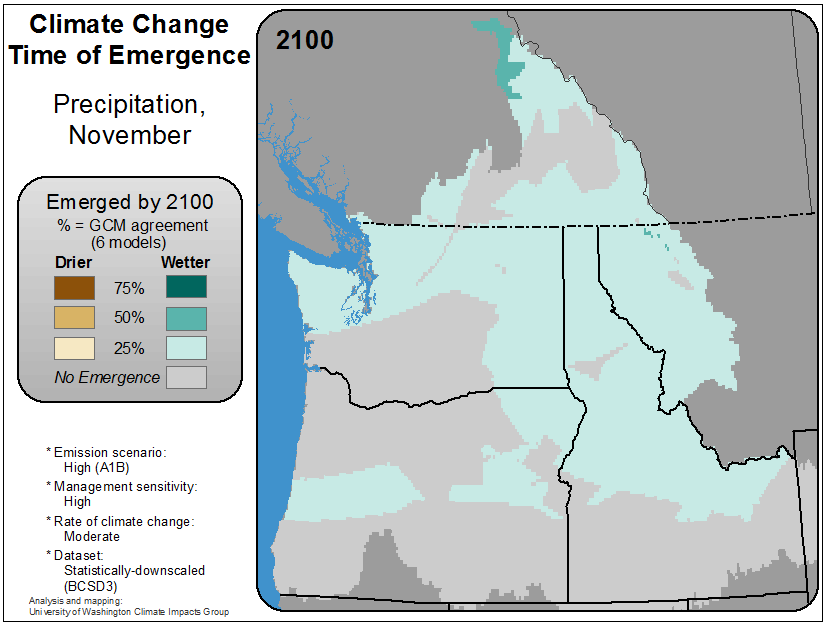 Climate Change
Time of Emergence
Precipitation,
November
Emerged by 2100
% = GCM agreement
(6 models)
Drier Wetter
75%
50%
25%
No Emergence
* Emission scenario:
High (A1B)
* Management sensitivity:
High
* Rate of climate change:
Moderate
* Dataset:
Statistically-downscaled
(BCSD3)
Analysis and mapping:
University of Washington Climate Impacts Group
2100